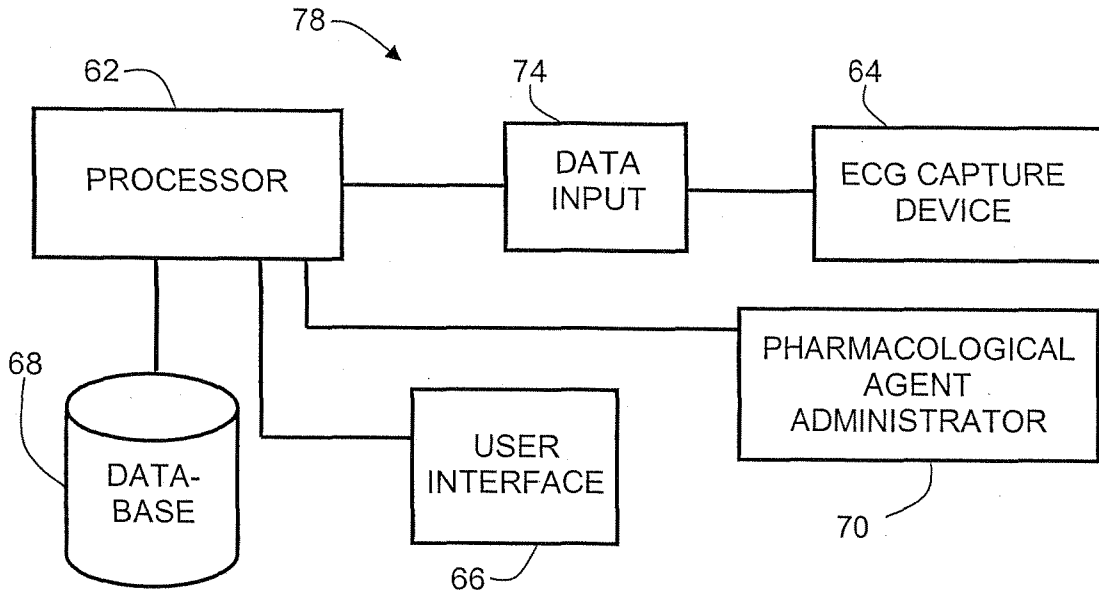 78
62
74
64
PROCESSOR
DATA
INPUT
ECG CAPTURE
DEVICE
68
DATA-
BASE
USER
INTERFACE
66
PHARMACOLOGICAL
AGENT
ADMINISTRATOR
70